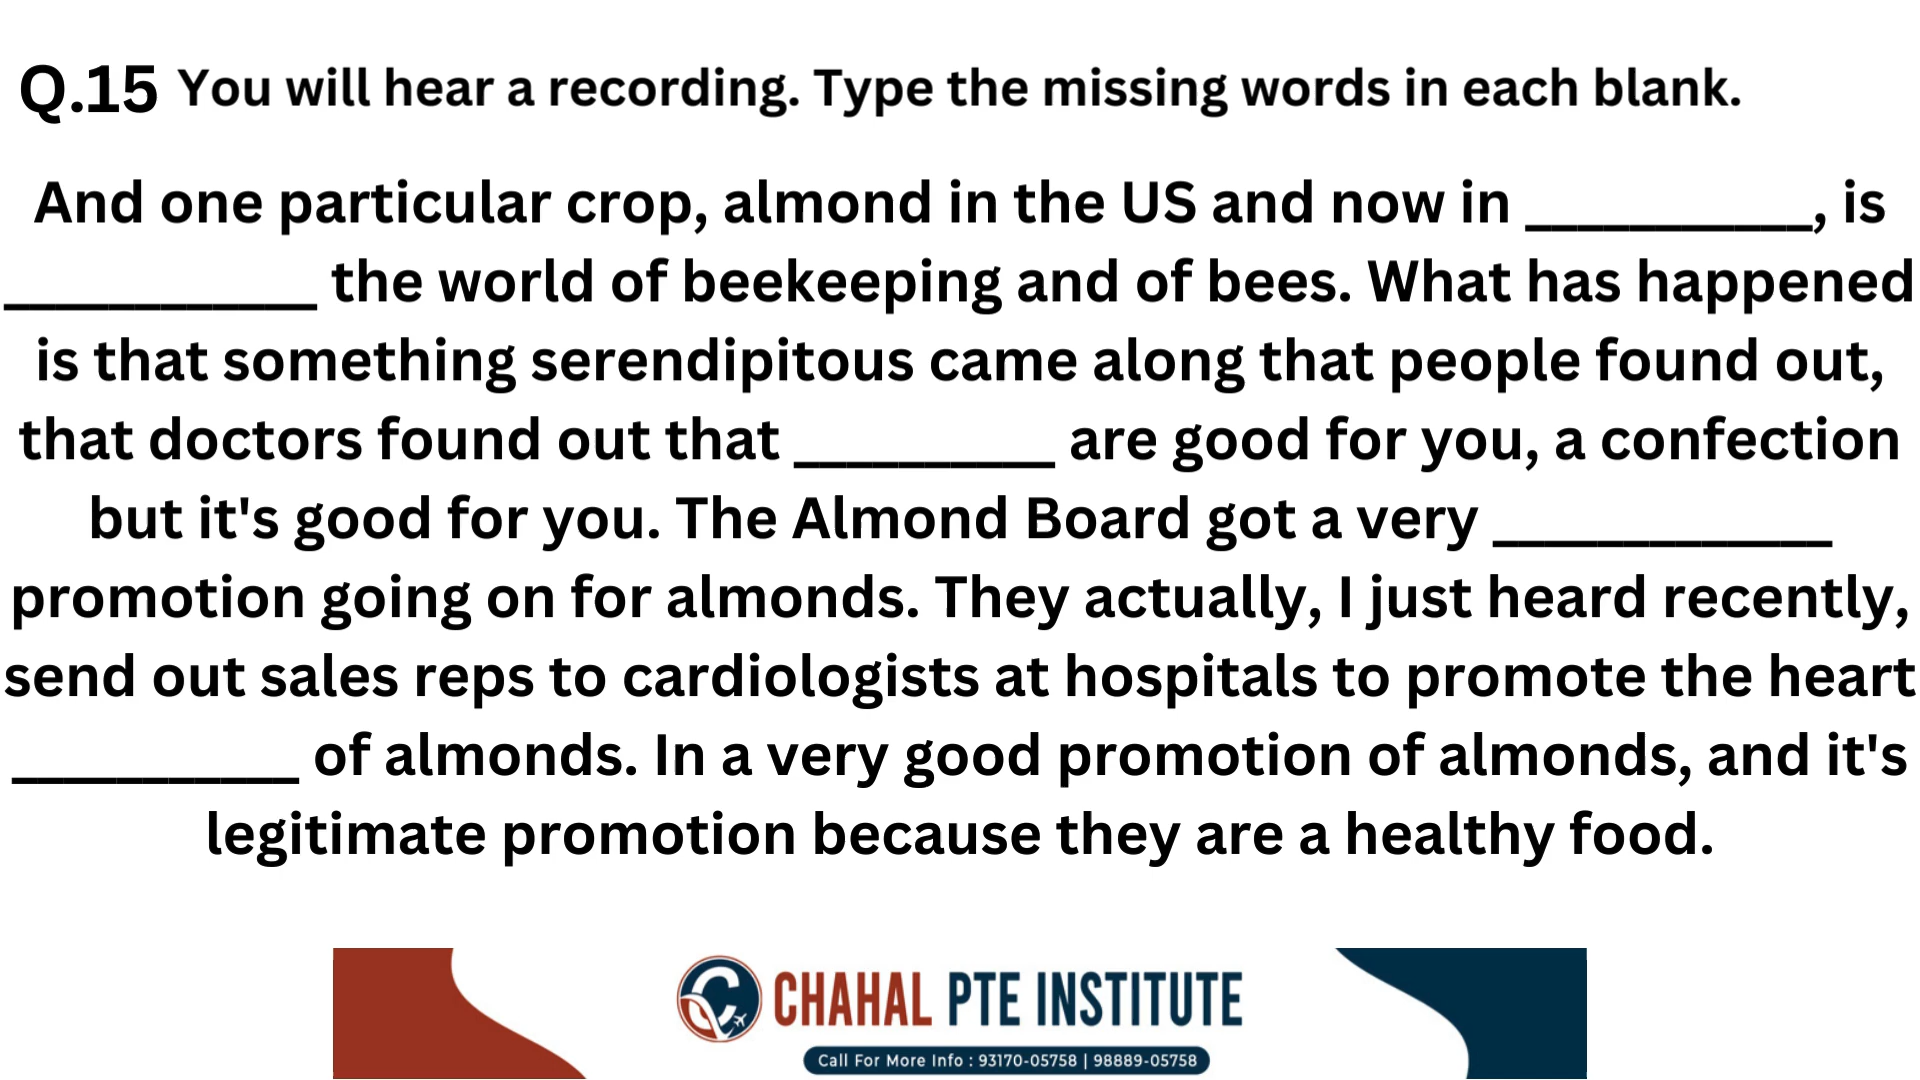 Q.15 You will hear a recording. Type the missing words in each blank.
And one particular crop, almond in the US and now in ___________, is
____________ the world of beekeeping and of bees. What has happened
is that something serendipitous came along that people found out,
that doctors found out that __________ are good for you, a confection
but it's good for you. The Almond Board got a very _____________
promotion going on for almonds. They actually, I just heard recently,
send out sales reps to cardiologists at hospitals to promote the heart
___________ of almonds. In a very good promotion of almonds, and it's
legitimate promotion because they are a healthy food.
CHAHAL PTE INSTITUTE
Call For More Info : 93170-05758 | 98889-05758